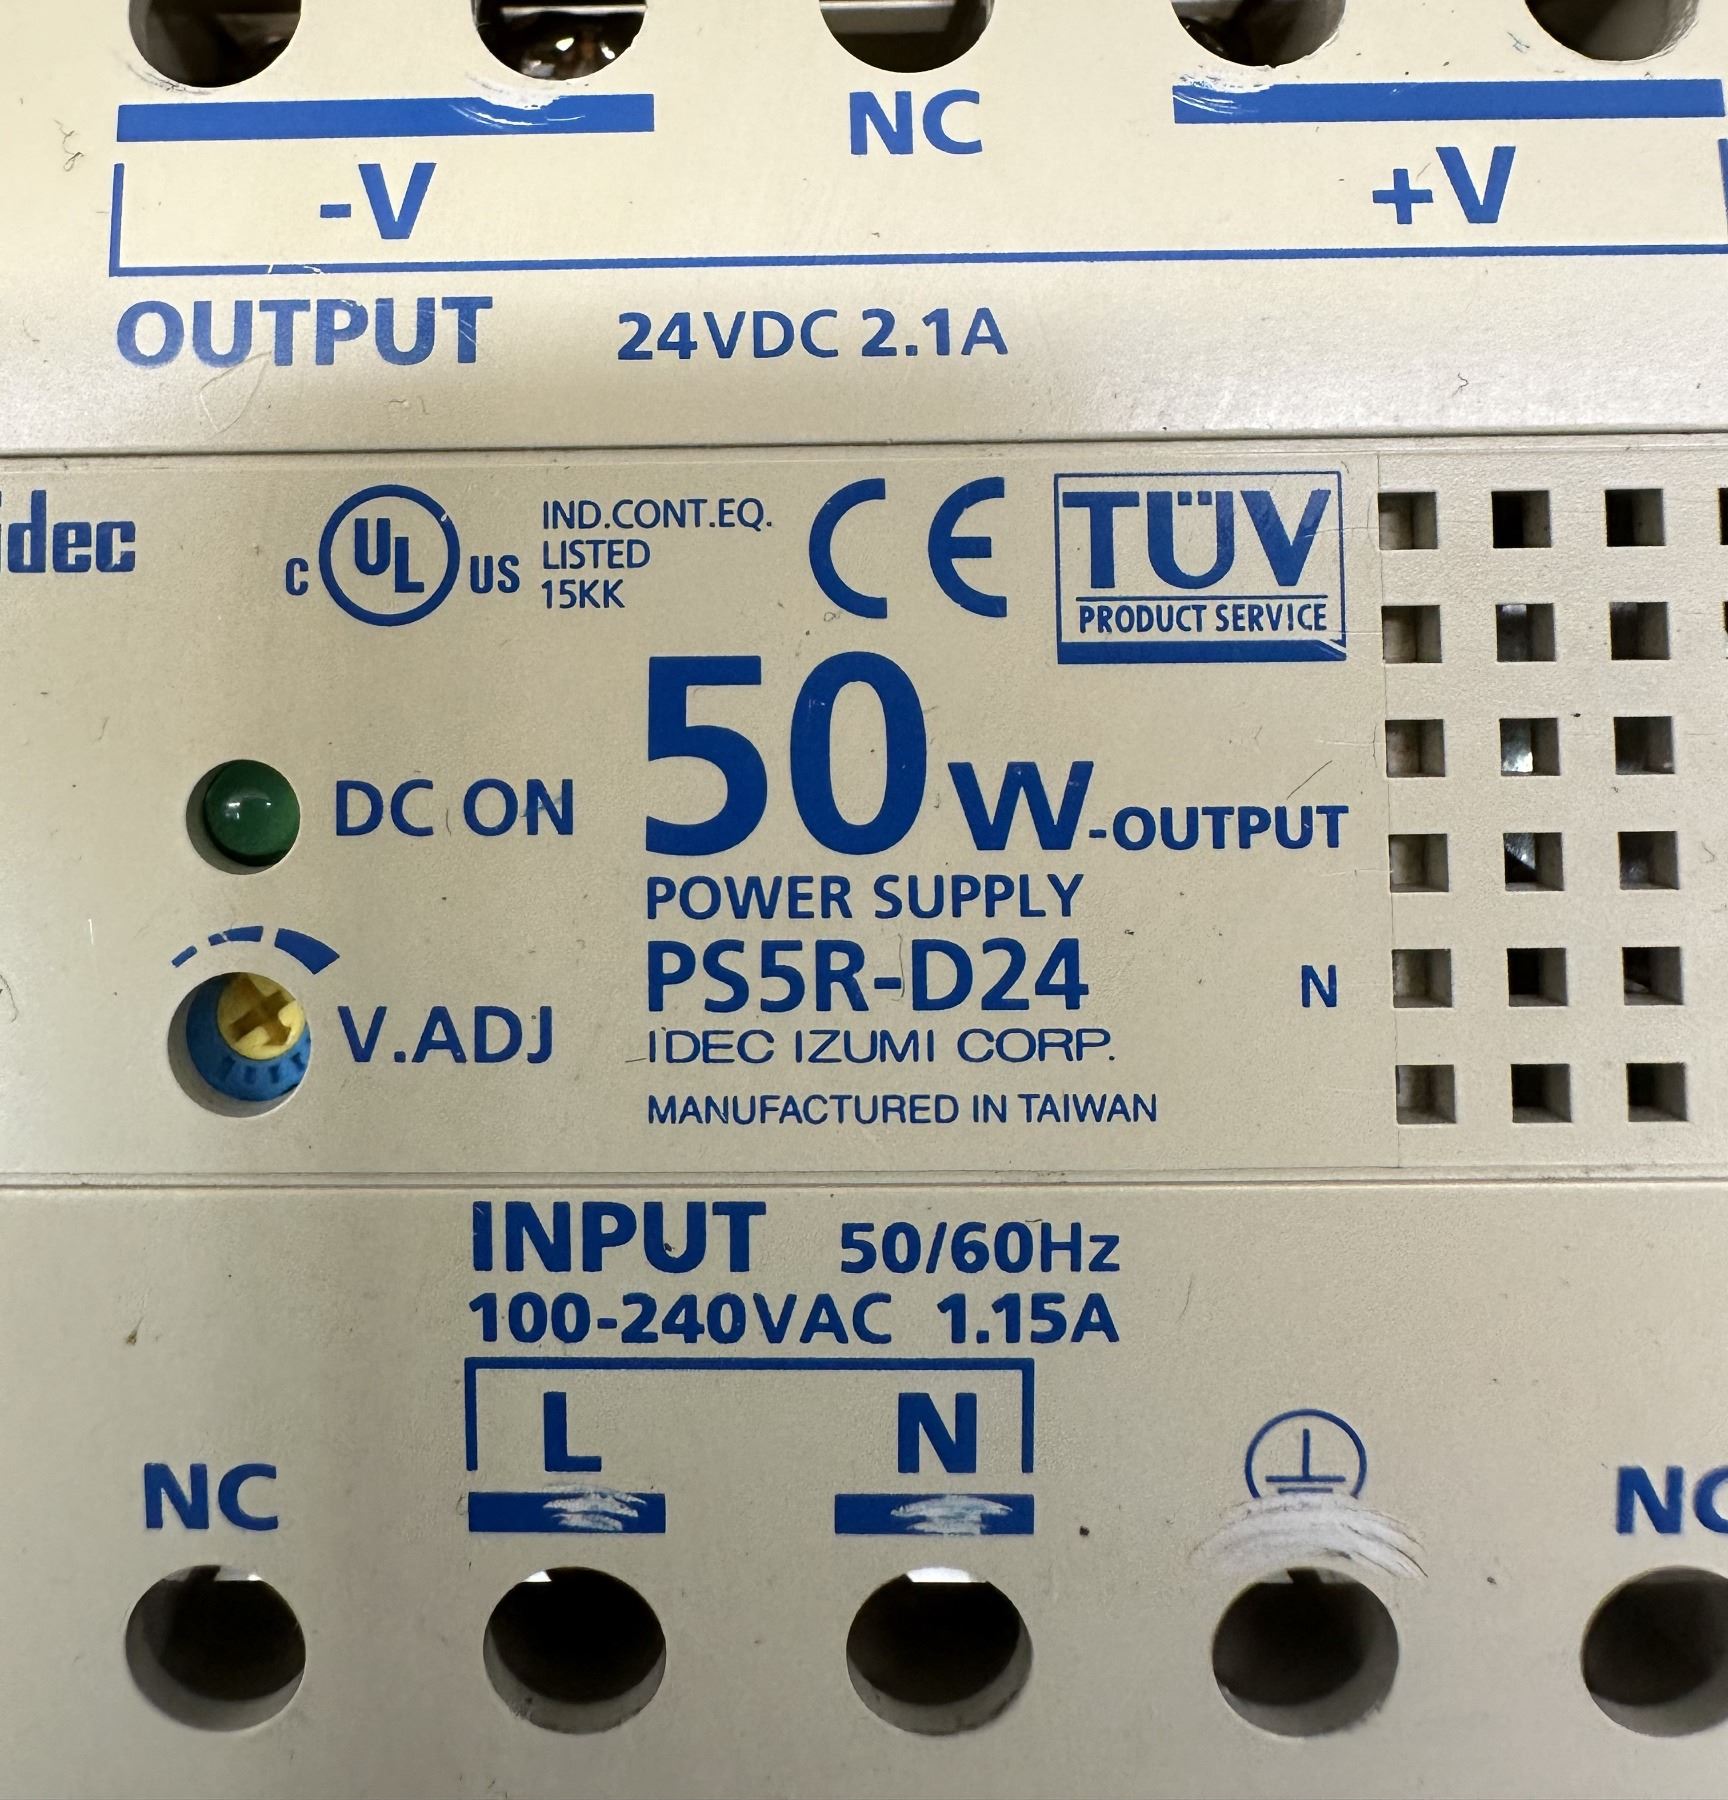 NC
-V +V
OUTPUT 24VDC 2.1A
idec
C UL US
IND.CONT.EQ.
LISTED
15KK
CE
TÜV
PRODUCT SERVICE
50W-OUTPUT
DC ON
POWER SUPPLY
PS5R-D24
N
V.ADJ
IDEC IZUMI CORP.
MANUFACTURED IN TAIWAN
INPUT 50/60Hz
100-240VAC 1.15A
L N
NC NC